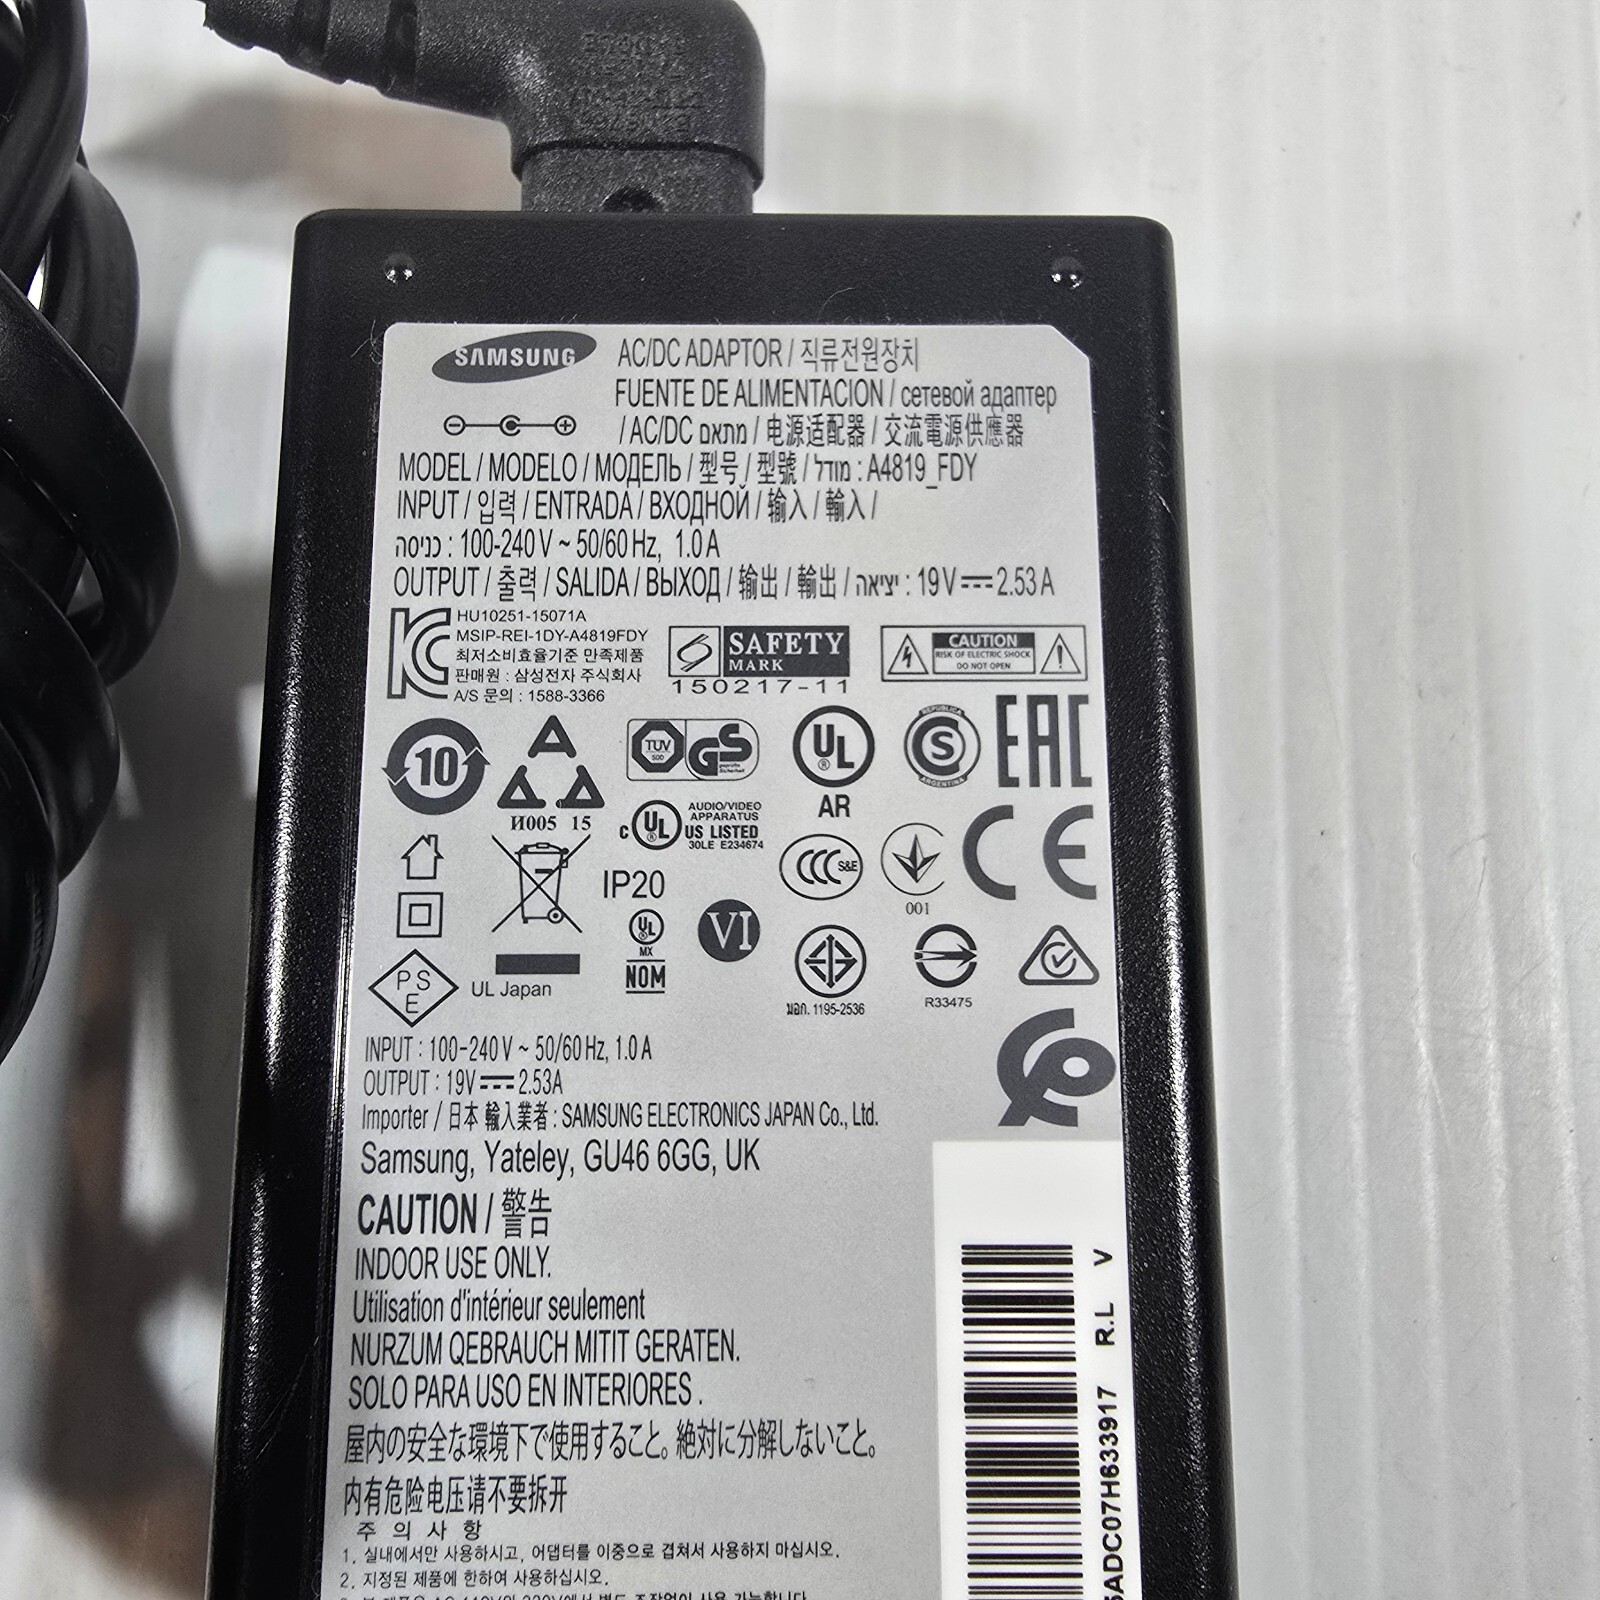 SAMSUNG
AC/DC ADAPTOR / 직류전원장치
FUENTE DE ALIMENTACION / сетевой адаптер
/ AC/DC מתאם / 电源适配器 / 交流電源供應器
MODEL / MODELO / МОДЕЛЬ / 型号 / 型號 / מודל : A4819_FDY
INPUT / 입력 / ENTRADA / ВХОДНОЙ / 输入 / 輸入 /
כניסה : 100-240 V ~ 50/60 Hz, 1.0 A
OUTPUT / 출력 / SALIDA / ВЫХОД / 输出 / 輸出 / יציאה : 19 V ⎓ 2.53 A
HU10251-15071A
MSIP-REI-1DY-A4819FDY
최저소비효율기준 만족제품
판매원 : 삼성전자 주식회사
A/S 문의 : 1588-3366
SAFETY
MARK
150217-11
CAUTION
RISK OF ELECTRIC SHOCK
DO NOT OPEN
10
И005 15
TÜV
SÜD
GS
geprüfte
Sicherheit
UL
AR
REPUBLICA
S
ARGENTINA
EAC
c UL US LISTED
AUDIO/VIDEO
APPARATUS
30LE E234674
IP20
UL
MX
NOM
VI
CCC S&E
001
CE
PSE
UL Japan
มอก. 1195-2536
R33475
INPUT : 100-240 V ~ 50/60 Hz, 1.0 A
OUTPUT : 19V ⎓ 2.53A
Importer / 日本 輸入業者 : SAMSUNG ELECTRONICS JAPAN Co., Ltd.
Samsung, Yateley, GU46 6GG, UK
CAUTION / 警告
INDOOR USE ONLY.
Utilisation d'intérieur seulement
NURZUM QEBRAUCH MITIT GERATEN.
SOLO PARA USO EN INTERIORES .
屋内の安全な環境下で使用すること。絶対に分解しないこと。
内有危险电压请不要拆开
주 의 사 항
1. 실내에서만 사용하시고, 어댑터를 이중으로 겹쳐서 사용하지 마십시오.
2. 지정된 제품에 한하여 사용하십시오.
ADC07H633917 R.L V